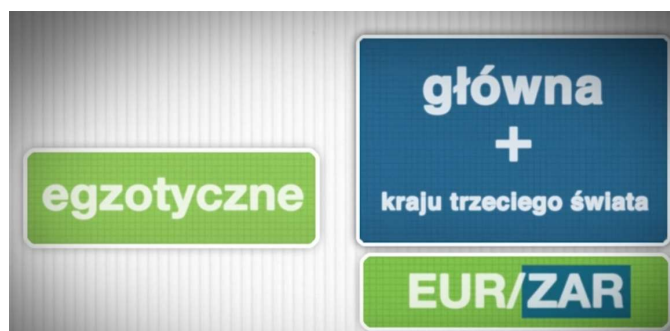 egzotyczne
główna
+
kraju trzeciego świata
EUR/ZAR